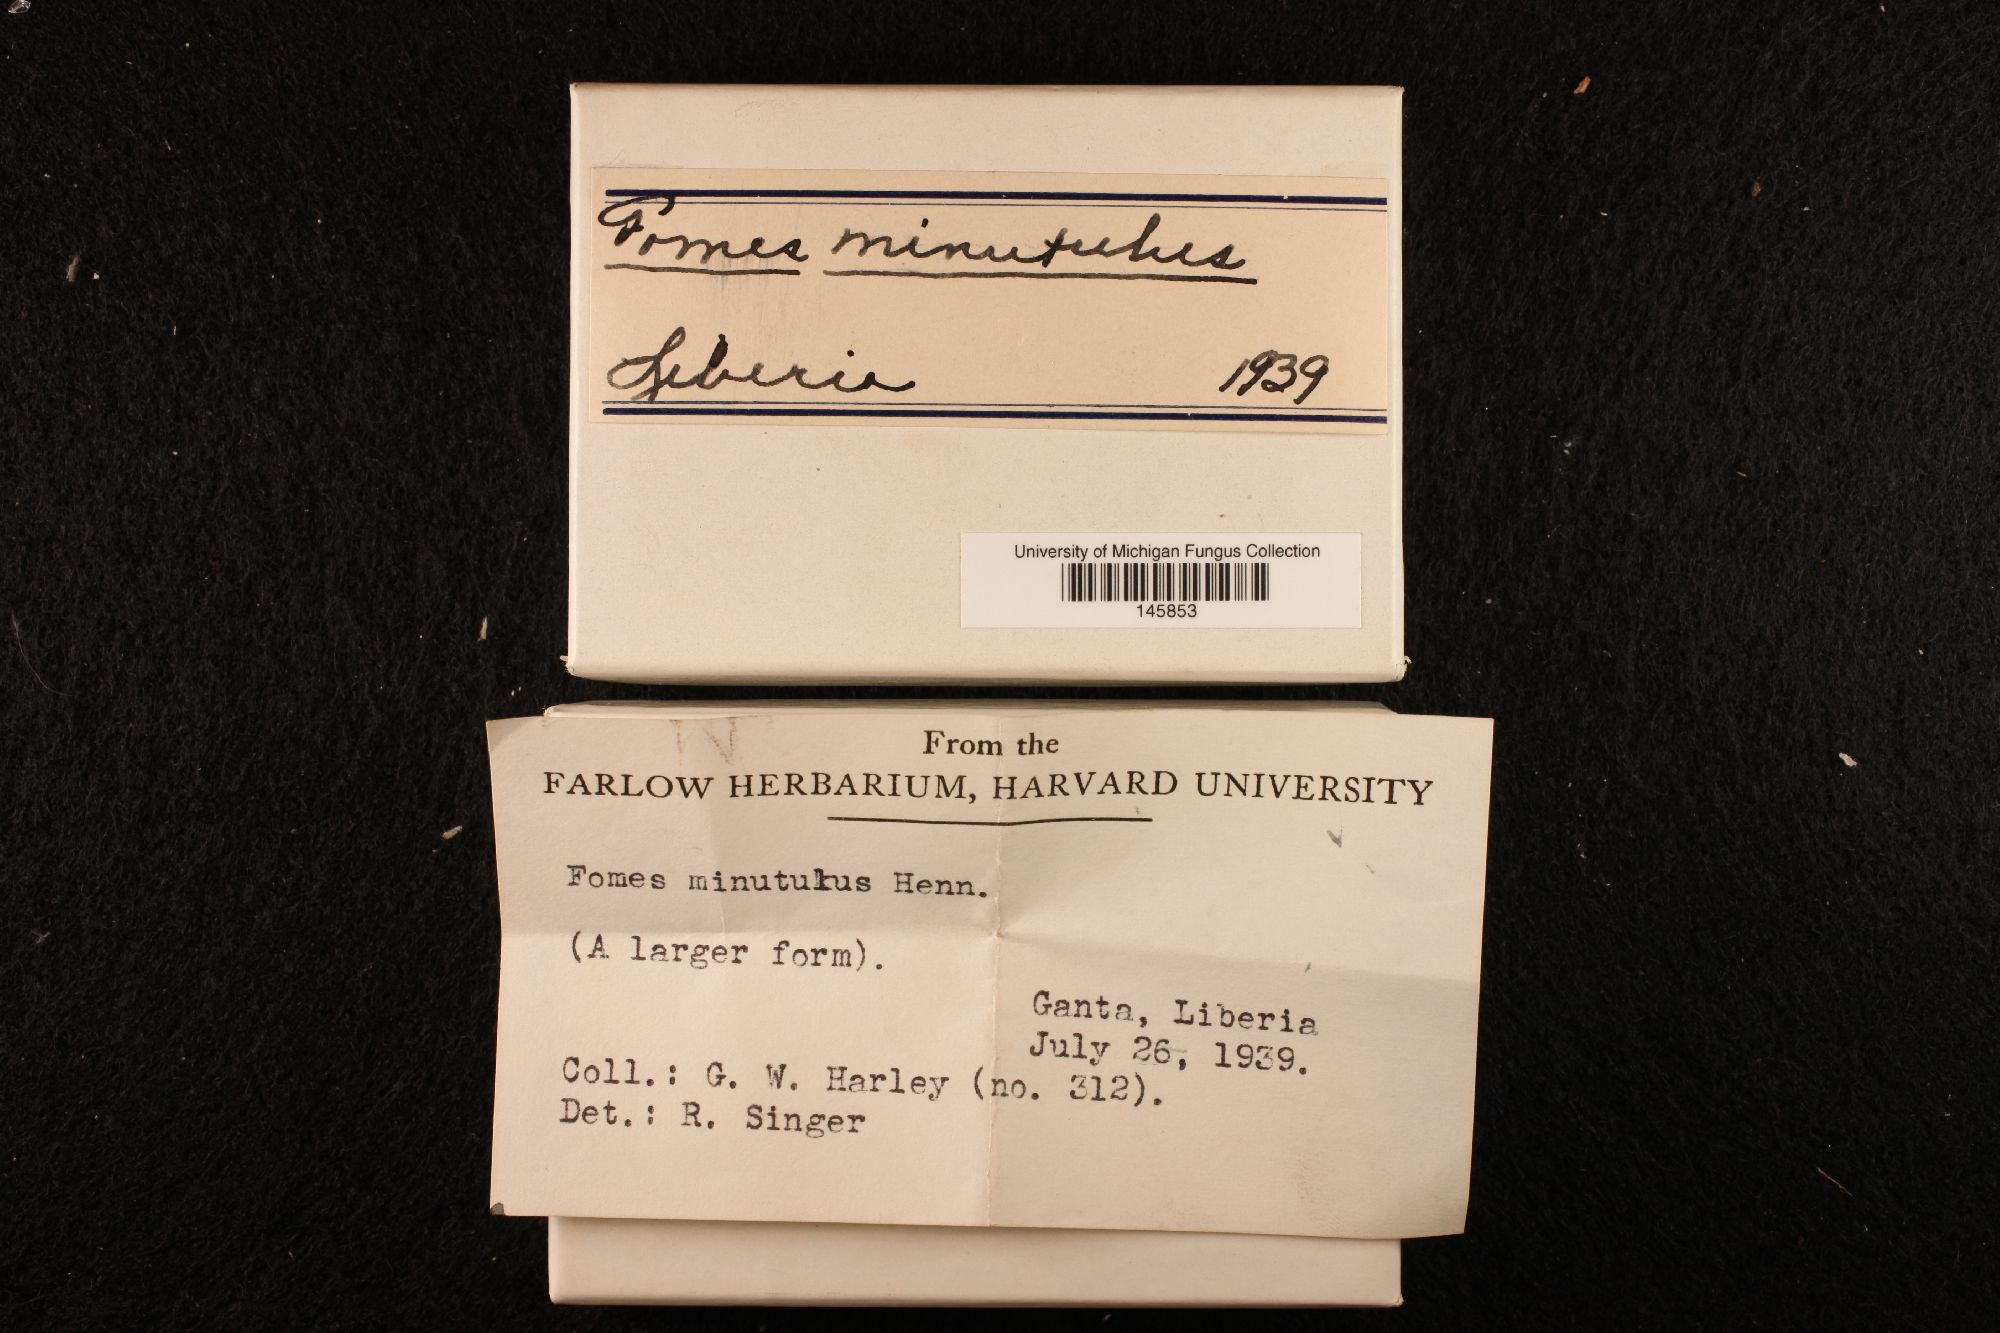 Fomes minutulus
Liberia 1939
University of Michigan Fungus Collection
145853
From the
FARLOW HERBARIUM, HARVARD UNIVERSITY
Fomes minutulus Henn.
(A larger form).
Ganta, Liberia
July 26, 1939.
Coll.: G. W. Harley (no. 312).
Det.: R. Singer